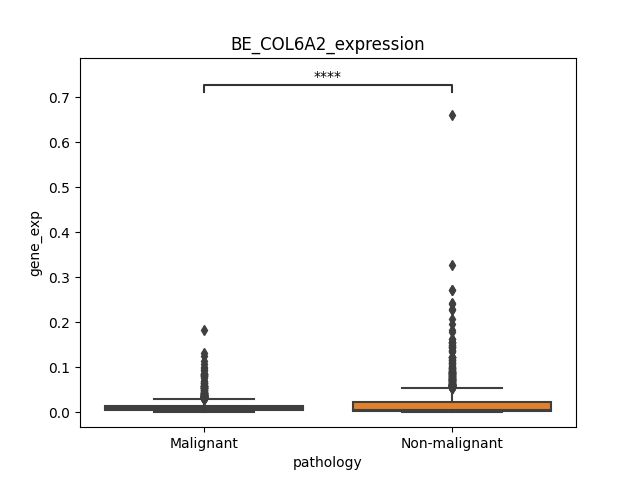 BE_COL6A2_expression
****
0.7
0.6
0.5
0.4
0.3
0.2
0.1
0.0
gene_exp
Malignant Non-malignant
pathology